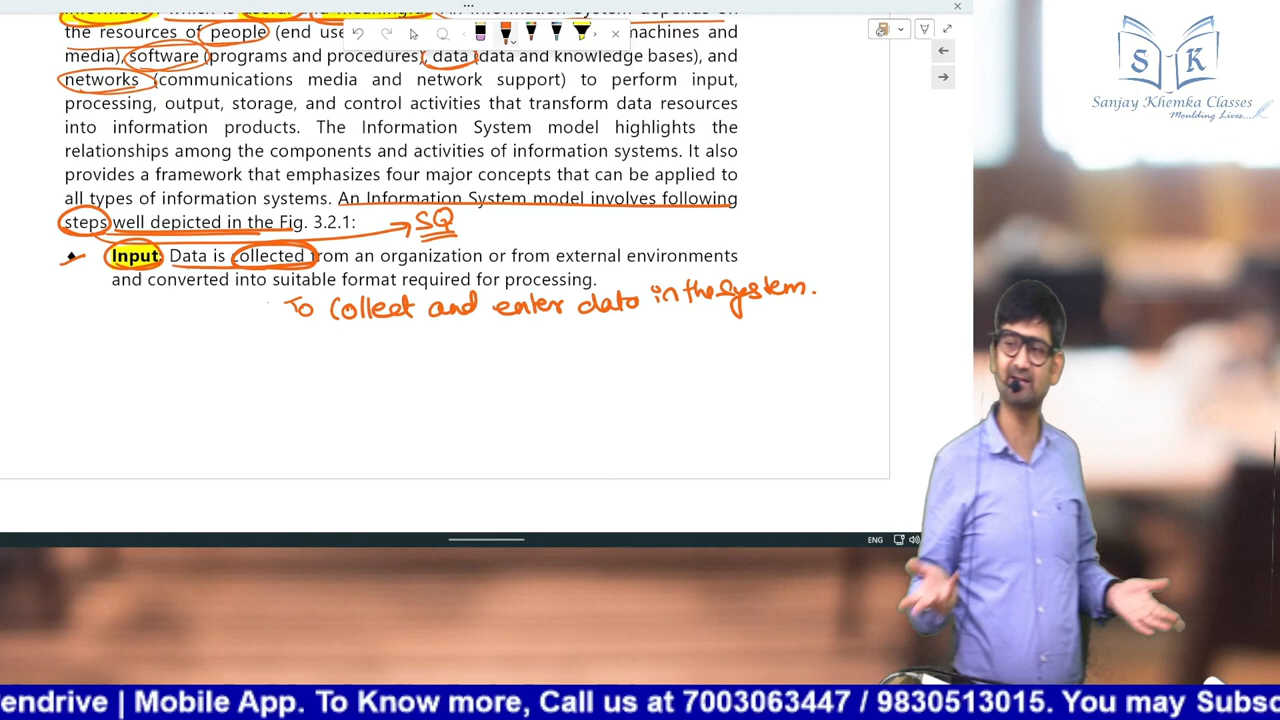 the resources of people (end use
machines and
media), software (programs and procedures), data (data and knowledge bases), and
networks (communications media and network support) to perform input,
processing, output, storage, and control activities that transform data resources
into information products. The Information System model highlights the
relationships among the components and activities of information systems. It also
provides a framework that emphasizes four major concepts that can be applied to
all types of information systems. An Information System model involves following
steps well depicted in the Fig. 3.2.1:
SQ
Input. Data is collected from an organization or from external environments
and converted into suitable format required for processing.
To collect and enter data in the system.
ENG
S K
Sanjay Khemka Classes
Moulding Lives...
endrive | Mobile App. To Know more, Call us at 7003063447 / 9830513015. You may Subsc